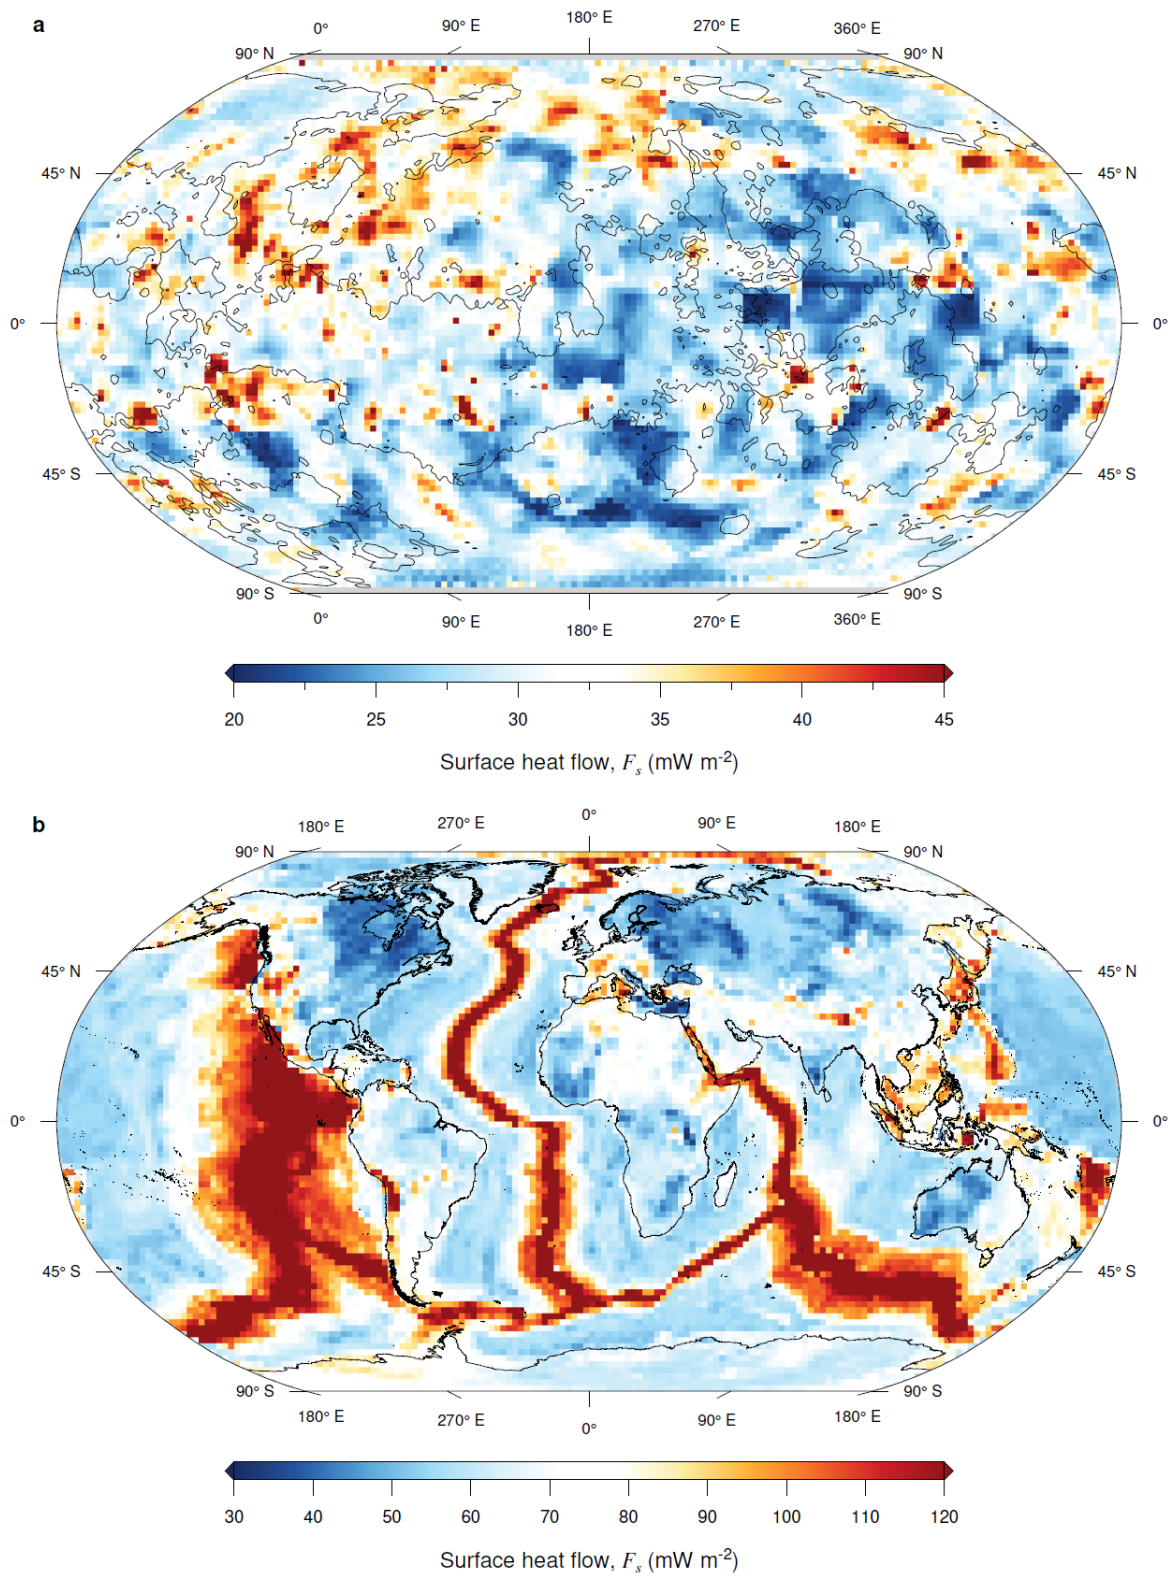 a
0° 90° E 180° E 270° E 360° E
90° N 90° N
45° N 45° N
0° 0°
45° S 45° S
90° S 90° S
0° 90° E 180° E 270° E 360° E
20 25 30 35 40 45
Surface heat flow, Fs (mW m-2)
b
180° E 270° E 0° 90° E 180° E
90° N 90° N
45° N 45° N
0° 0°
45° S 45° S
90° S 90° S
180° E 270° E 0° 90° E 180° E
30 40 50 60 70 80 90 100 110 120
Surface heat flow, Fs (mW m-2)